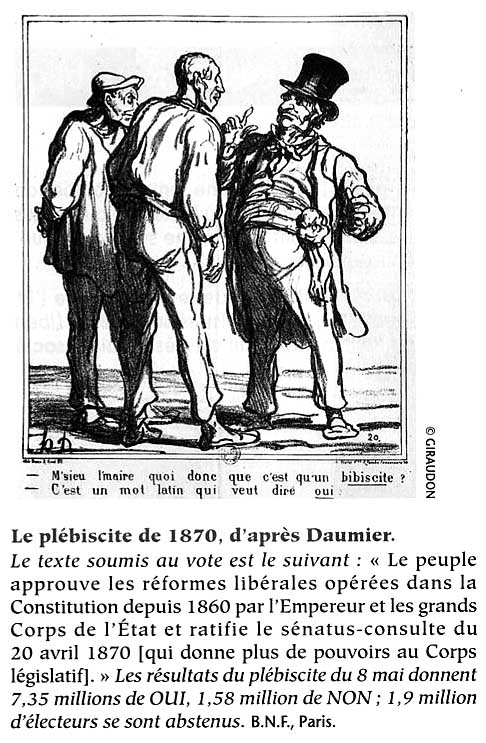 h.D
20.
© GIRAUDON
— M'sieu l'maire quoi donc que c'est qu'un bibiscite ?
— C'est un mot latin qui veut dire oui.
Le plébiscite de 1870, d'après Daumier.
Le texte soumis au vote est le suivant : « Le peuple
approuve les réformes libérales opérées dans la
Constitution depuis 1860 par l'Empereur et les grands
Corps de l'État et ratifie le sénatus-consulte du
20 avril 1870 [qui donne plus de pouvoirs au Corps
législatif]. » Les résultats du plébiscite du 8 mai donnent
7,35 millions de OUI, 1,58 million de NON ; 1,9 million
d'électeurs se sont abstenus. B.N.F., Paris.